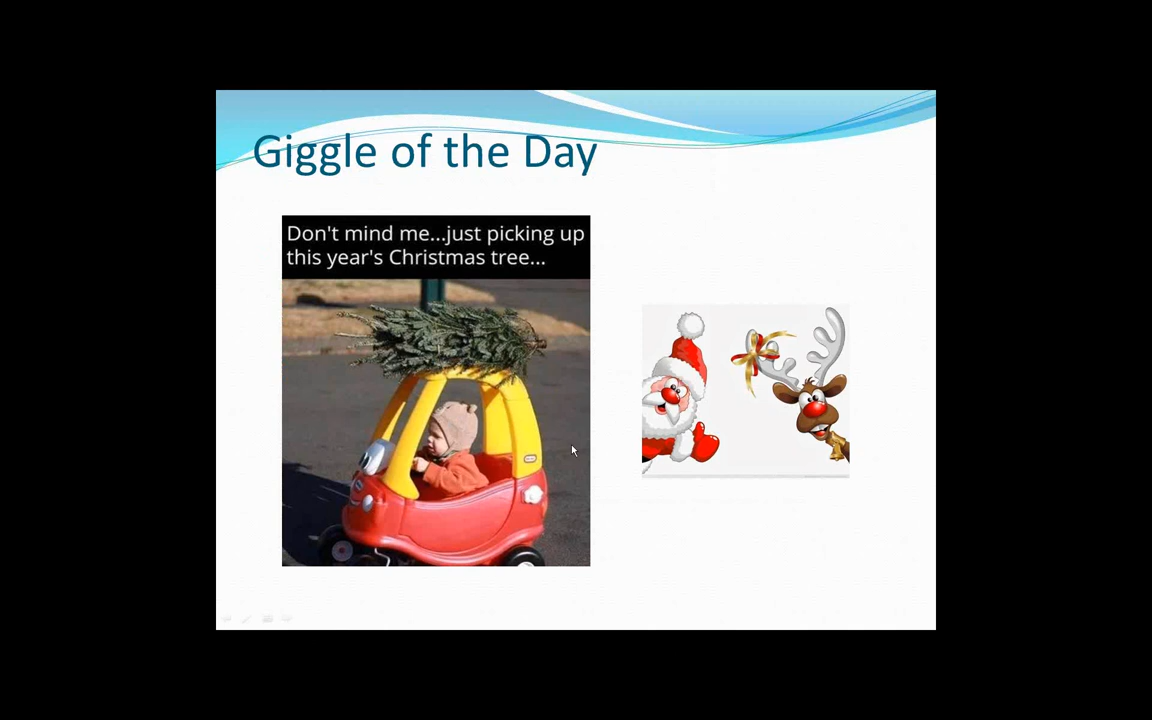 Giggle of the Day
Don't mind me...just picking up
this year's Christmas tree...